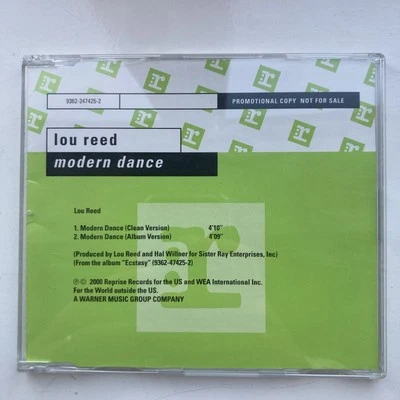 9362-247425-2
PROMOTIONAL COPY NOT FOR SALE
lou reed
modern dance
Lou Reed
1. Modern Dance (Clean Version) 4'10"
2. Modern Dance (Album Version) 4'09"
(Produced by Lou Reed and Hal Willner for Sister Ray Enterprises, Inc)
(From the album "Ecstasy" (9362-47425-2)
℗© 2000 Reprise Records for the US and WEA International Inc.
For the World outside the US.
A WARNER MUSIC GROUP COMPANY